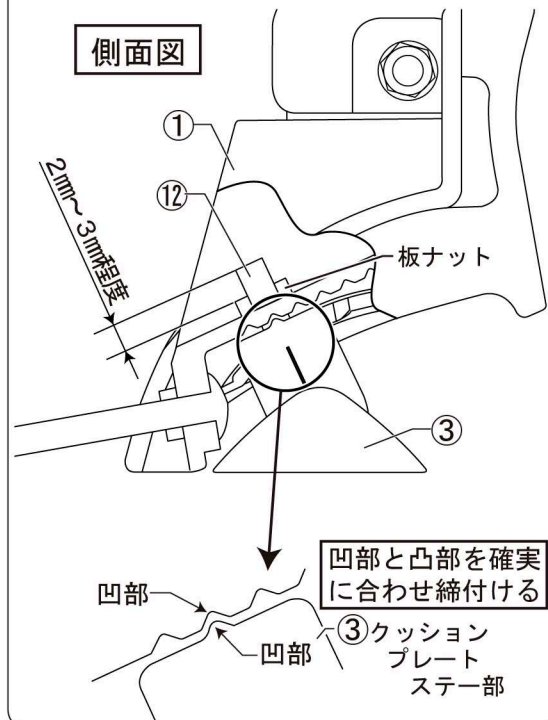 側面図
①
⑫
2㎜～3㎜程度
板ナット
③
凹部と凸部を確実
に合わせ締付ける
凹部
凹部
③クッション
プレート
ステー部